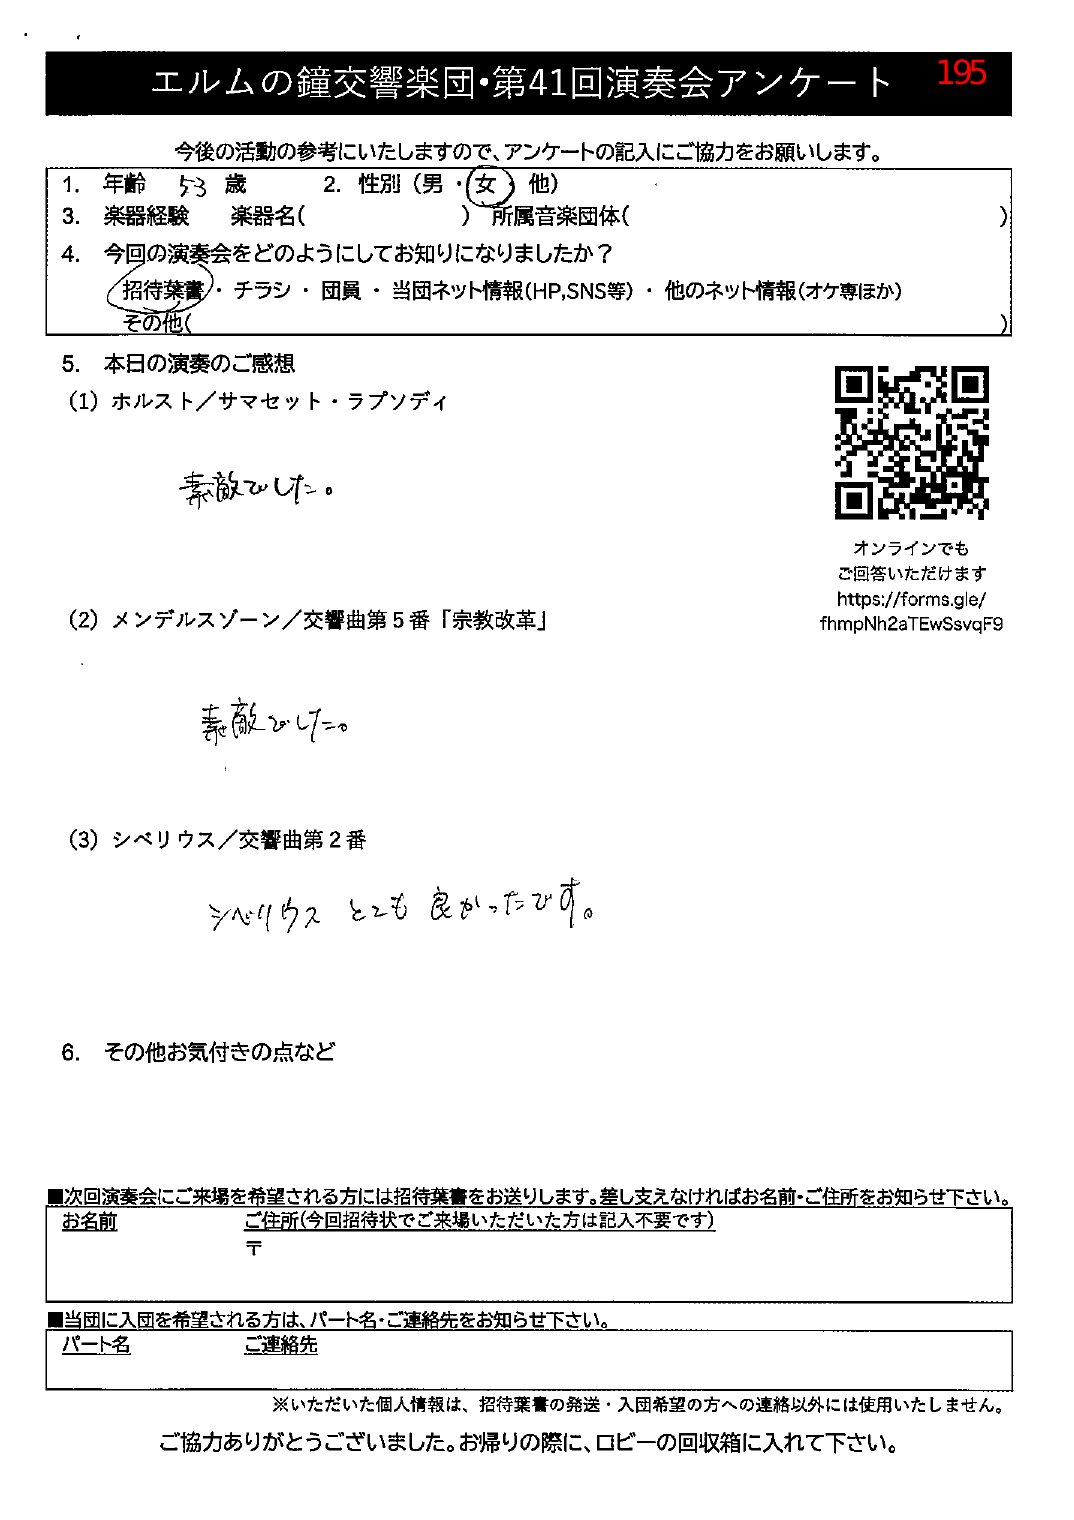 エルムの鐘交響楽団・第41回演奏会アンケート 195
今後の活動の参考にいたしますので、アンケートの記入にご協力をお願いします。
1. 年齢 53 歳 2. 性別（男・女・他）
3. 楽器経験 楽器名( ) 所属音楽団体( )
4. 今回の演奏会をどのようにしてお知りになりましたか？
招待葉書・チラシ・団員・当団ネット情報(HP,SNS等)・他のネット情報(オケ専ほか)
その他( )
5. 本日の演奏のご感想
（1）ホルスト／サマセット・ラプソディ
素敵でした。
オンラインでも
ご回答いただけます
https://forms.gle/
fhmpNh2aTEwSsvqF9
（2）メンデルスゾーン／交響曲第５番「宗教改革」
素敵でした。
（3）シベリウス／交響曲第２番
シベリウス とても 良かったです。
6. その他お気付きの点など
■次回演奏会にご来場を希望される方には招待葉書をお送りします。差し支えなければお名前・ご住所をお知らせ下さい。
お名前 ご住所(今回招待状でご来場いただいた方は記入不要です)
〒
■当団に入団を希望される方は、パート名・ご連絡先をお知らせ下さい。
パート名 ご連絡先
※いただいた個人情報は、招待葉書の発送・入団希望の方への連絡以外には使用いたしません。
ご協力ありがとうございました。お帰りの際に、ロビーの回収箱に入れて下さい。